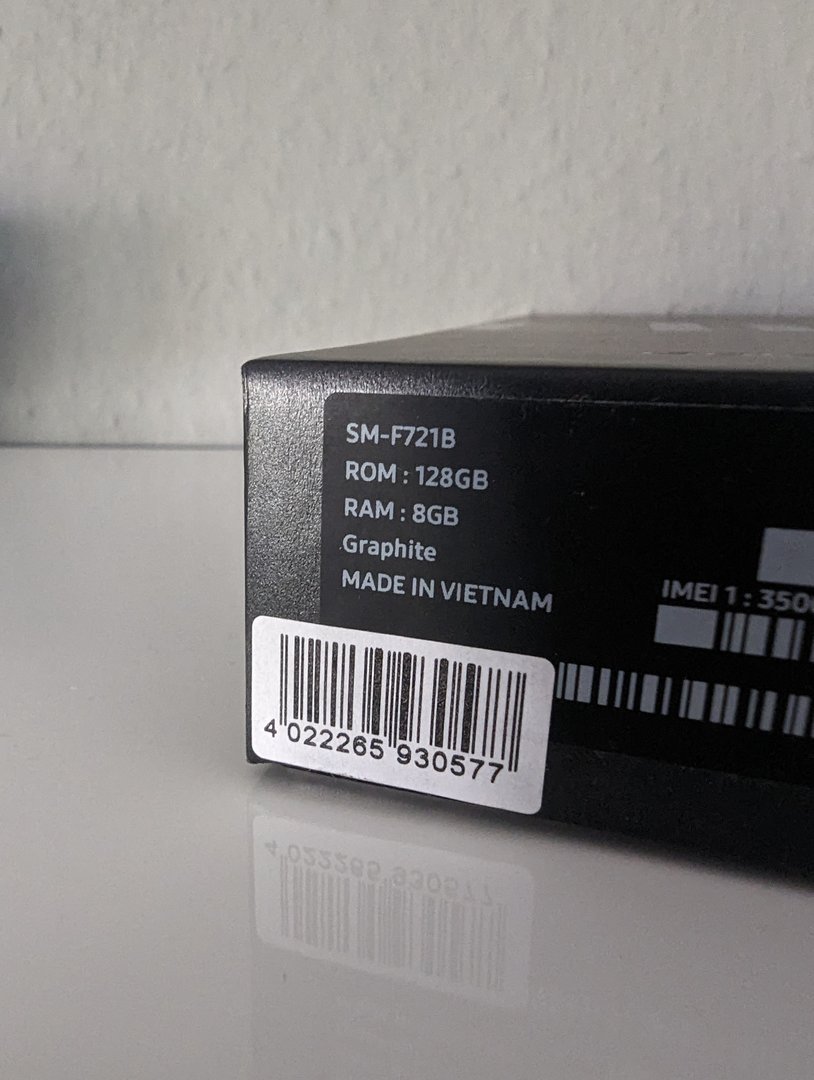 SM-F721B
ROM : 128GB
RAM : 8GB
Graphite
MADE IN VIETNAM
IMEI 1 : 350
4 022265 930577